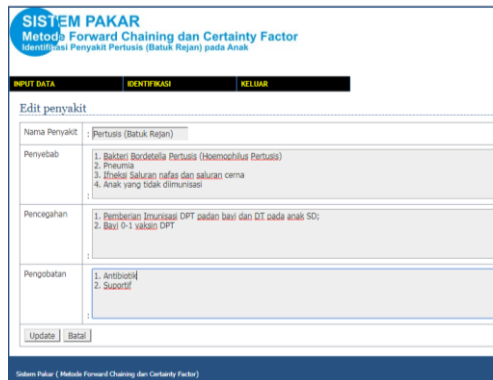 SISTEM PAKAR
Metode Forward Chaining dan Certainty Factor
Identifikasi Penyakit Pertusis (Batuk Rejan) pada Anak
INPUT DATA IDENTIFIKASI KELUAR
Edit penyakit
Nama Penyakit : Pertusis (Batuk Rejan)
Penyebab
1. Bakteri Bordetella Pertusis (Hoemophilus Pertusis)
2. Pneumia
3. Ifneksi Saluran nafas dan saluran cerna
4. Anak yang tidak diimunisasi
:
Pencegahan
1. Pemberian Imunisasi DPT padan bayi dan DT pada anak SD;
2. Bayi 0-1 vaksin DPT
:
Pengobatan
1. Antibiotik
2. Suportif
:
Update Batal
Sistem Pakar ( Metode Forward Chaining dan Certainty Factor)